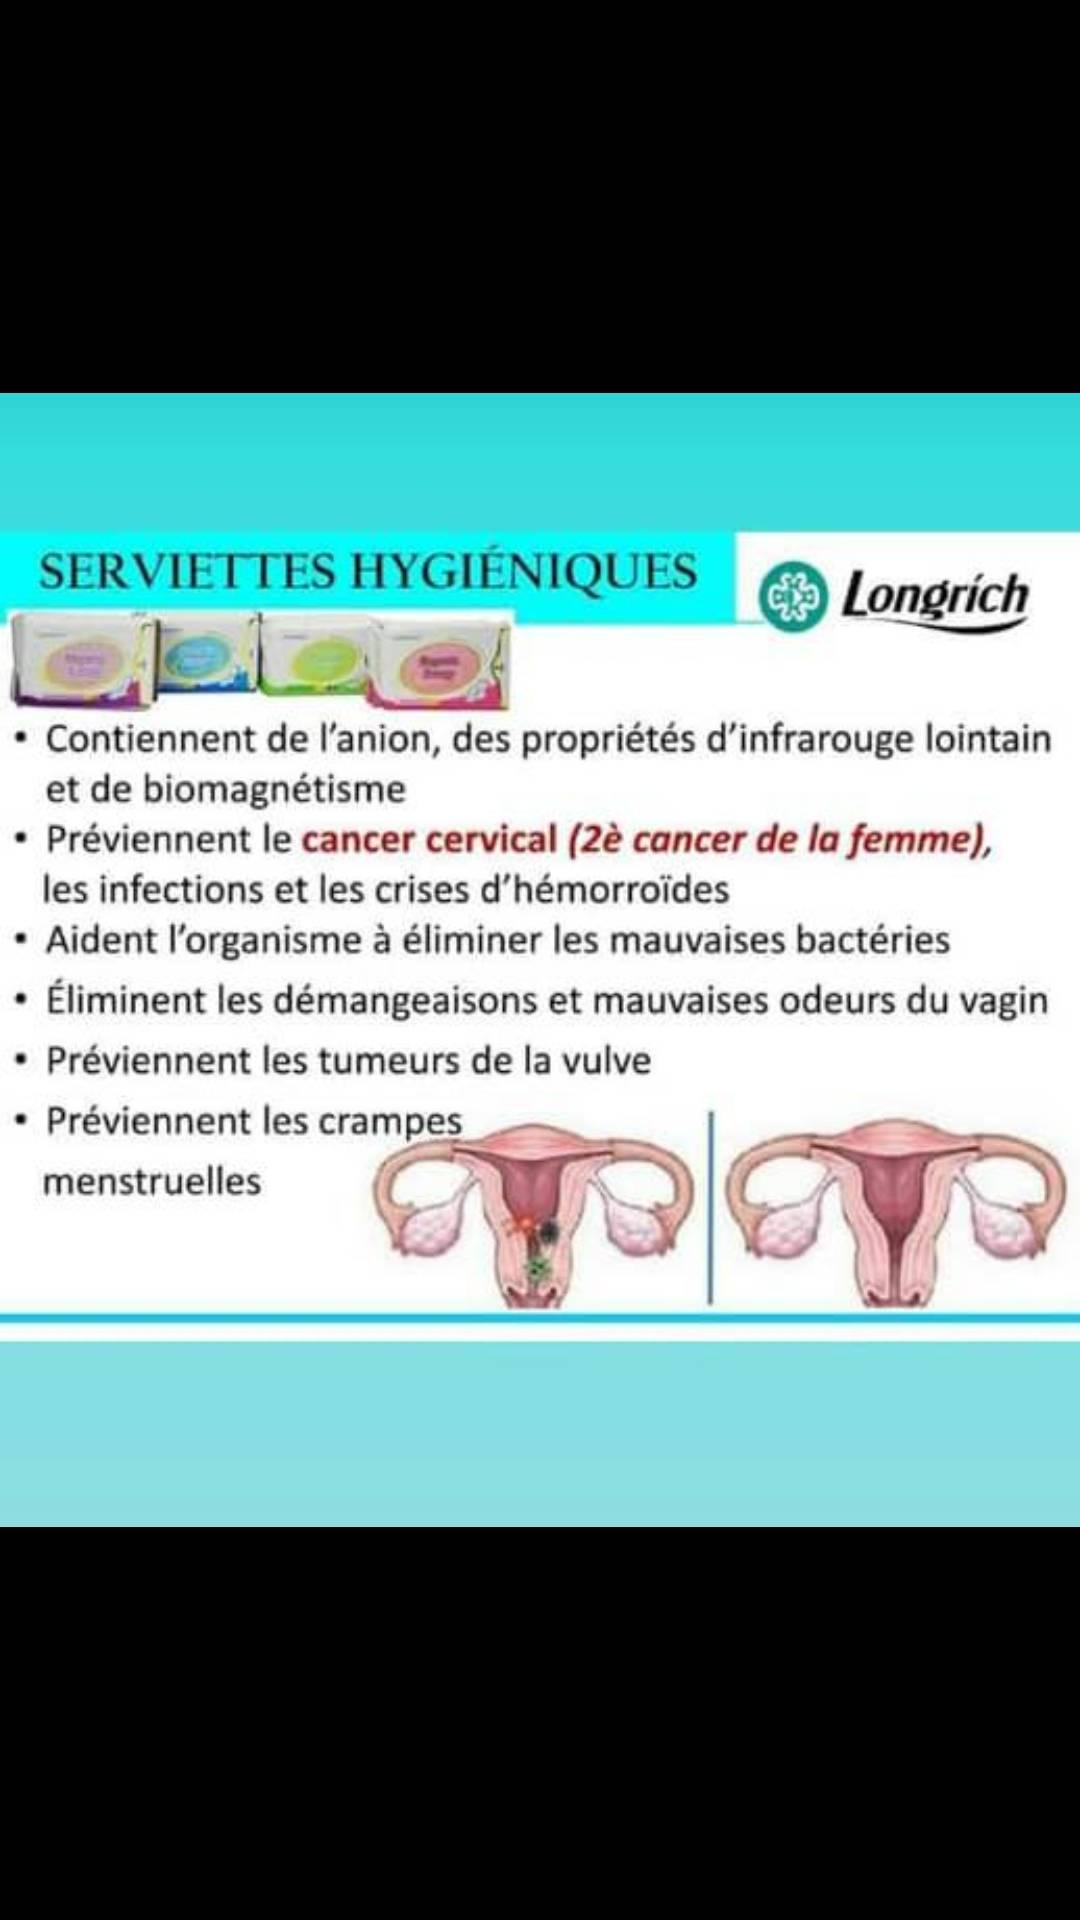 SERVIETTES HYGIÉNIQUES
Longrích
• Contiennent de l'anion, des propriétés d'infrarouge lointain
et de biomagnétisme
• Préviennent le cancer cervical (2è cancer de la femme),
les infections et les crises d'hémorroïdes
• Aident l'organisme à éliminer les mauvaises bactéries
• Éliminent les démangeaisons et mauvaises odeurs du vagin
• Préviennent les tumeurs de la vulve
• Préviennent les crampes
menstruelles